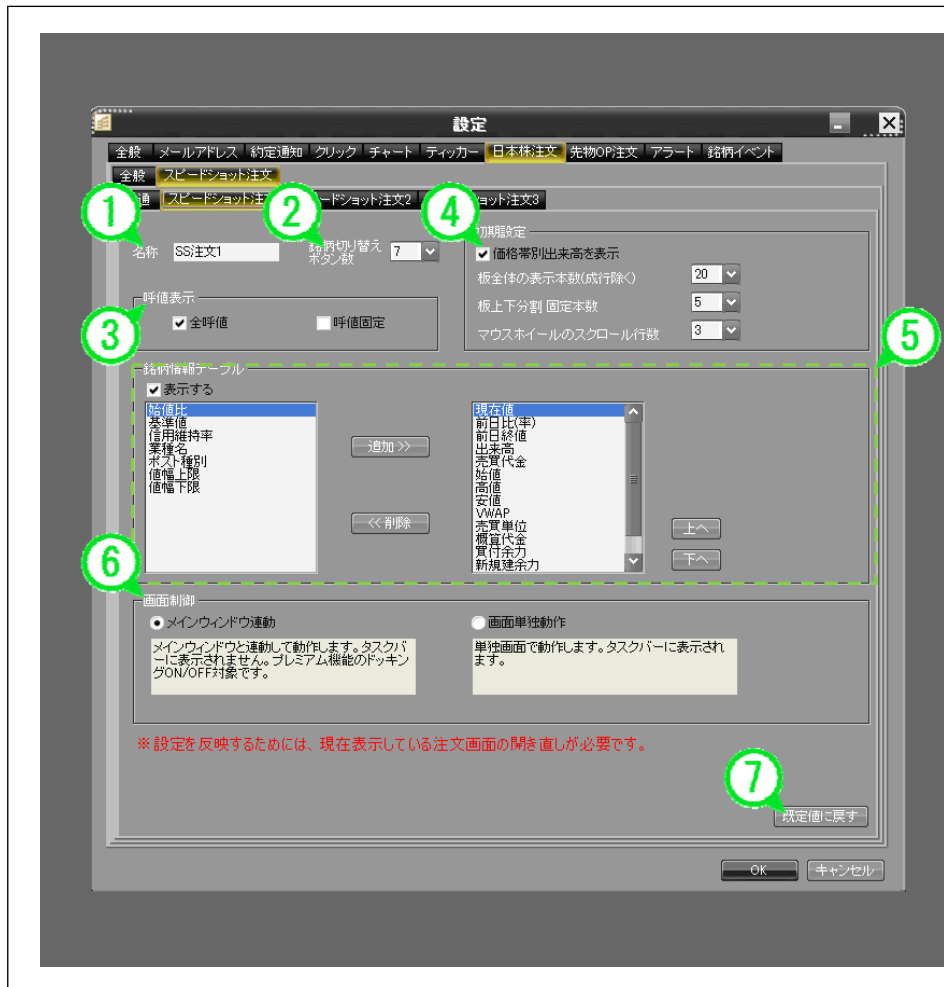 設定
全般 メールアドレス 約定通知 クリック チャート ティッカー 日本株注文 先物OP注文 アラート 銘柄イベント
全般 スピードショット注文
通 スピードショット注 ードショット注文2 ョット注文3
1
2
4
名称 SS注文1 銘柄切り替えボタン数 7
初期設定
価格帯別出来高を表示
板全体の表示本数(成行除く) 20
板上下分割 固定本数 5
マウスホイールのスクロール行数 3
3
呼値表示
全呼値 呼値固定
5
銘柄情報テーブル
表示する
始値比
基準値
信用維持率
業種名
ポスト種別
値幅上限
値幅下限
追加 >>
<< 削除
現在値
前日比(率)
前日終値
出来高
売買代金
始値
高値
安値
VWAP
売買単位
概算代金
買付余力
新規建余力
上へ
下へ
6
画面制御
メインウィンドウ連動
メインウィンドウと連動して動作します。タスクバ
ーに表示されません。プレミアム機能のドッキン
グON/OFF対象です。
画面単独動作
単独画面で動作します。タスクバーに表示され
ます。
※設定を反映するためには、現在表示している注文画面の開き直しが必要です。
7
既定値に戻す
OK キャンセル